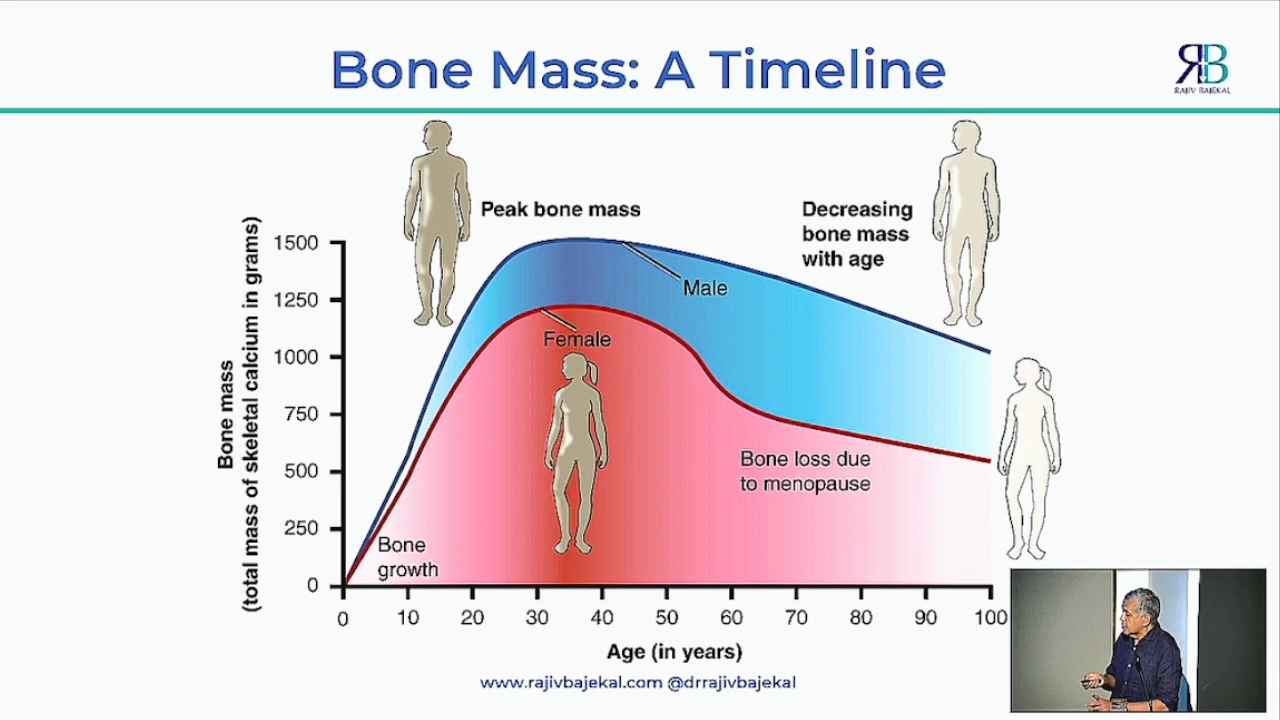 Bone Mass: A Timeline
RB
RAJIV BAJEKAL
Peak bone mass
Decreasing
bone mass
with age
Bone mass
(total mass of skeletal calcium in grams)
1500
1250
1000
750
500
250
0
Male
Female
Bone loss due
to menopause
Bone
growth
0 10 20 30 40 50 60 70 80 90 100
Age (in years)
www.rajivbajekal.com @drrajivbajekal